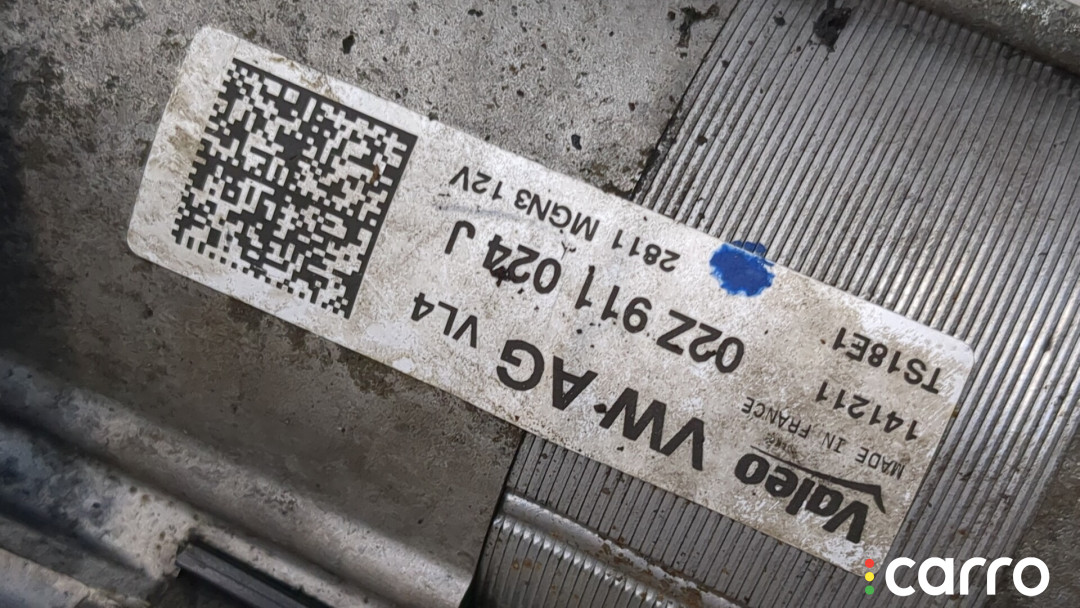 Valeo
MADE IN FRANCE
141211
TS18E1
VW AG VL4
02Z 911 024 J
2811 MGN3 12V
carro